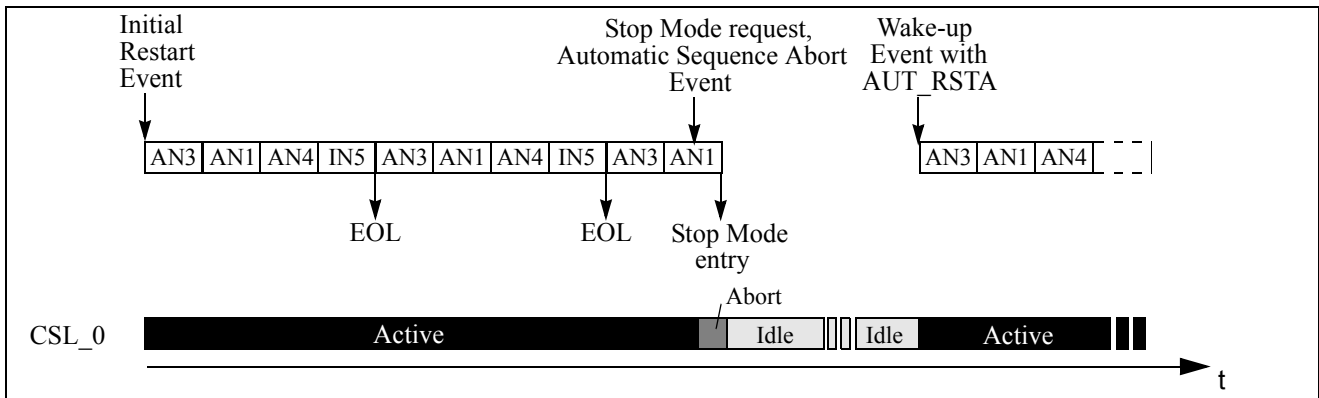 Initial
Restart
Event
Stop Mode request,
Automatic Sequence Abort
Event
Wake-up
Event with
AUT_RSTA
AN3 AN1 AN4 IN5 AN3 AN1 AN4 IN5 AN3 AN1
AN3 AN1 AN4
EOL
EOL
Stop Mode
entry
Abort
CSL_0
Active
Idle
Idle
Active
t